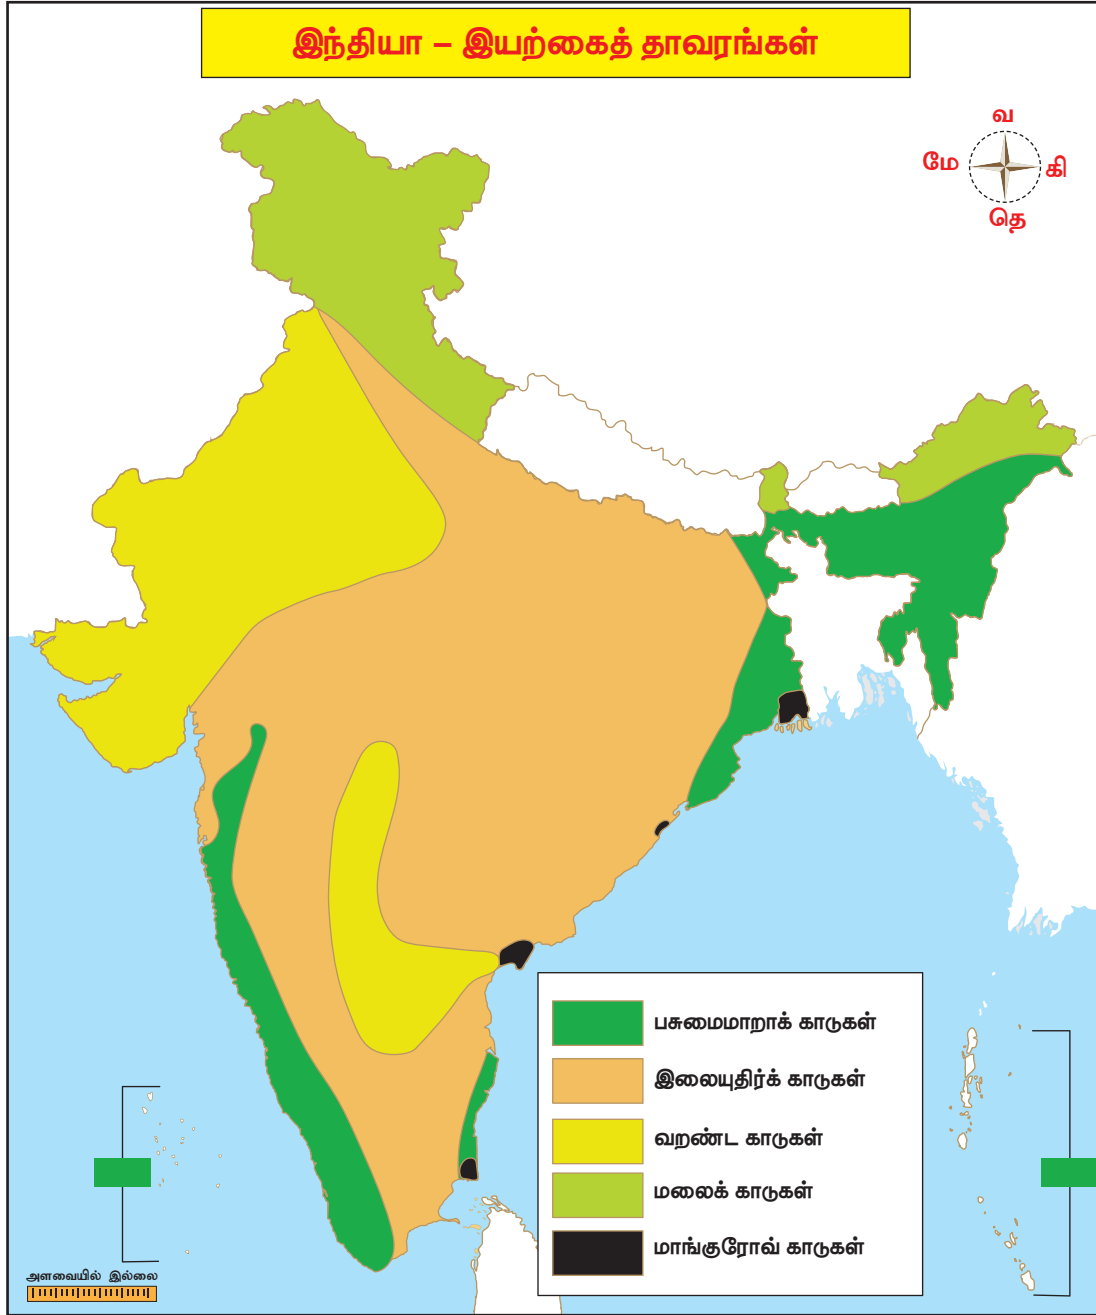 இந்தியா – இயற்கைத் தாவரங்கள்
வ
மே
கி
தெ
பசுமைமாறாக் காடுகள்
இலையுதிர்க் காடுகள்
வறண்ட காடுகள்
மலைக் காடுகள்
மாங்குரோவ் காடுகள்
அளவையில் இல்லை